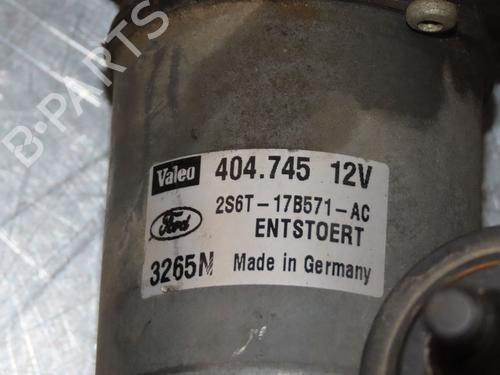 B-PARTS
Valeo 404.745 12V
Ford 2S6T-17B571-AC
ENTSTOERT
3265N Made in Germany